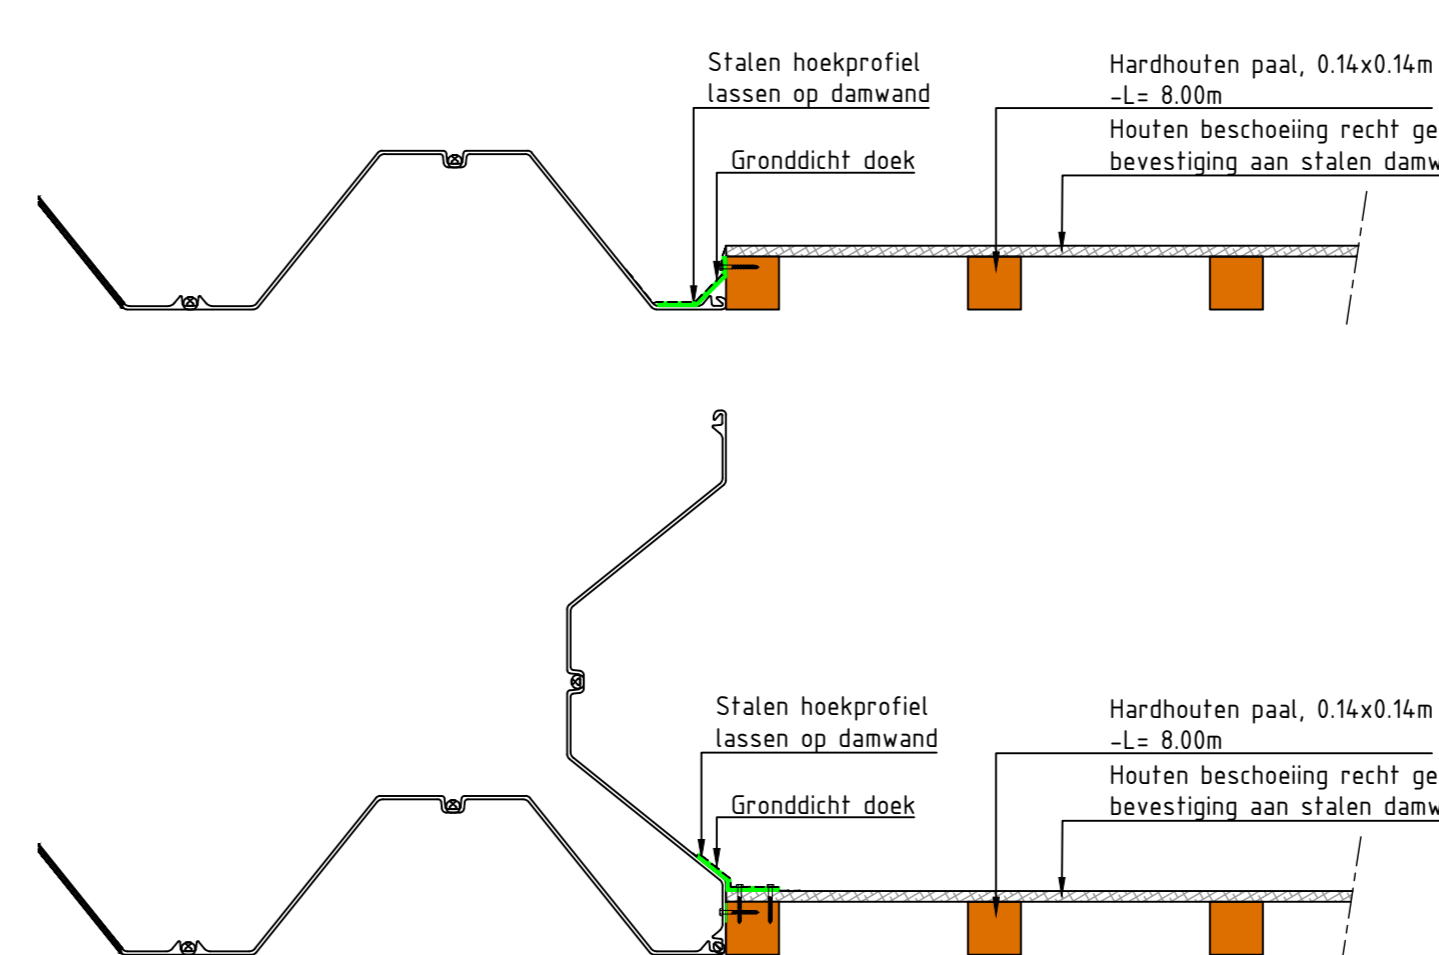 Stalen hoekprofiel
lassen op damwand
Gronddicht doek
Hardhouten paal, 0.14x0.14m
-L= 8.00m
Houten beschoeiing recht ge
bevestiging aan stalen damw
Stalen hoekprofiel
lassen op damwand
Gronddicht doek
Hardhouten paal, 0.14x0.14m
-L= 8.00m
Houten beschoeiing recht ge
bevestiging aan stalen damw